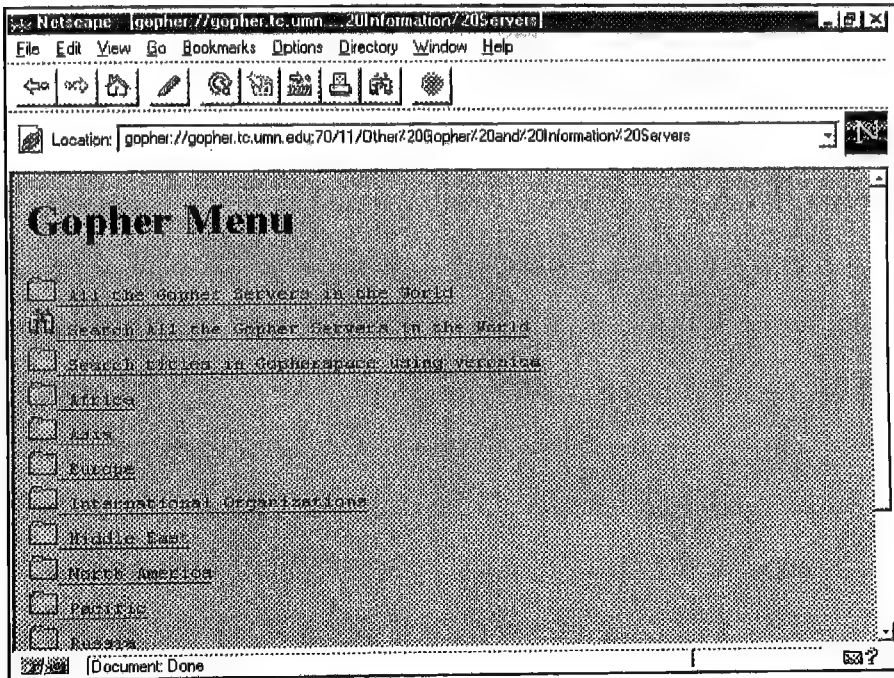 Netscape - [gopher://gopher.tc.umn....20Information%20Servers]
File Edit View Go Bookmarks Options Directory Window Help
Location: gopher://gopher.tc.umn.edu:70/11/Other%20Gopher%20and%20Information%20Servers
N
Gopher Menu
All the Gopher Servers in the World
Search All the Gopher Servers in the World
Search titles in Gopherspace using veronica
Africa
Asia
Europe
International Organizations
Middle East
North America
Pacific
Russia
Document: Done
?